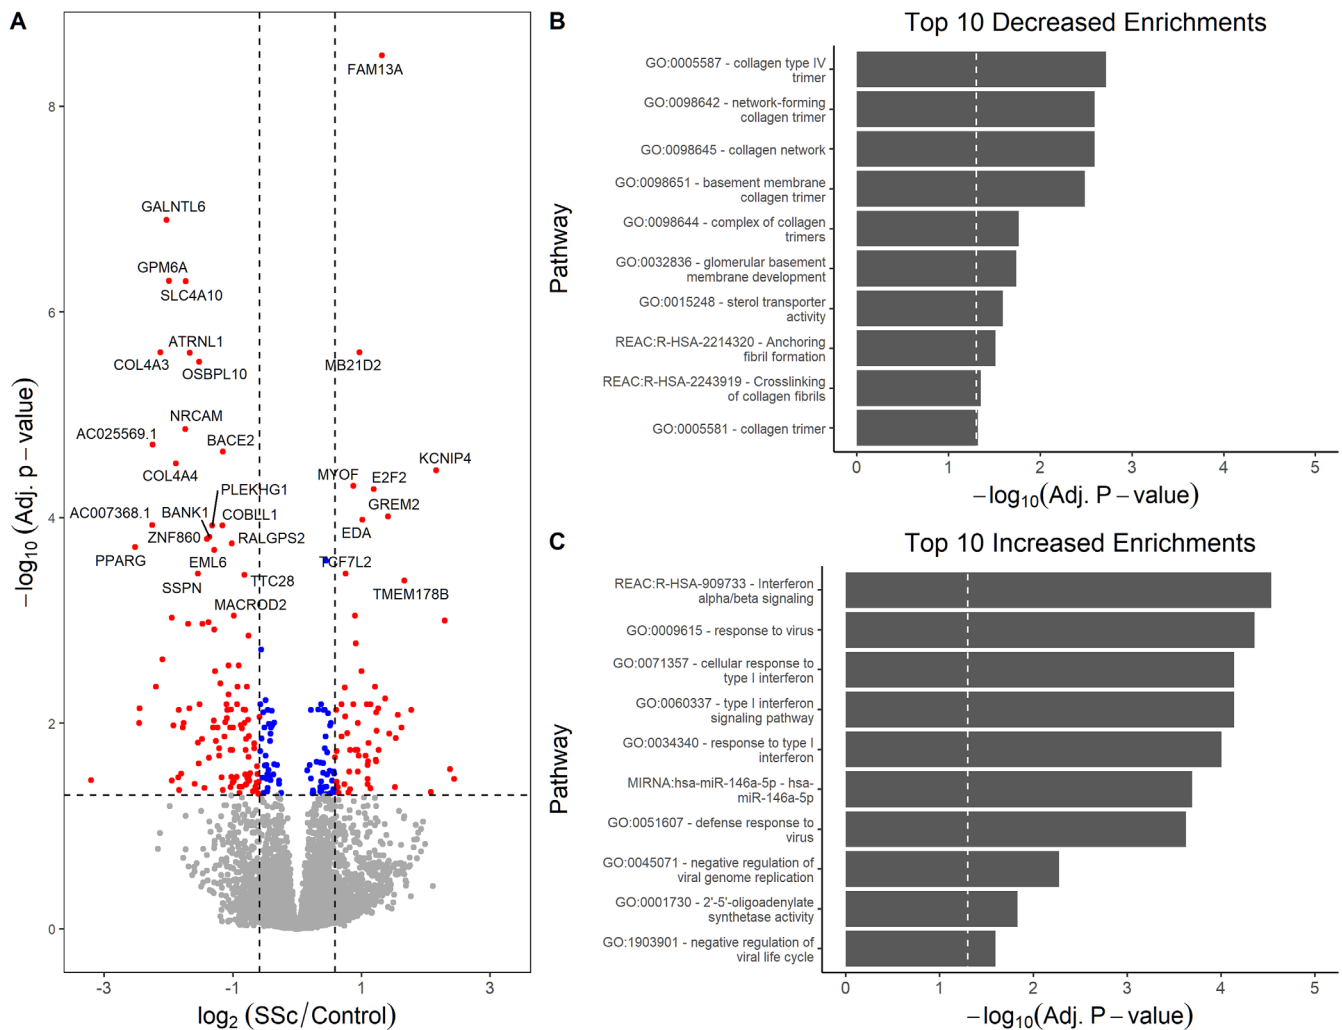 A
8
6
4
2
0
-3
-1
1
3
−log10 (Adj. p − value)
log2 (SSc/Control)
FAM13A
GALNTL6
GPM6A
SLC4A10
ATRNL1
COL4A3
OSBPL10
MB21D2
NRCAM
AC025569.1
BACE2
COL4A4
KCNIP4
MYOF
E2F2
PLEKHG1
GREM2
AC007368.1
BANK1
COBLL1
EDA
ZNF860
RALGPS2
PPARG
EML6
TCF7L2
SSPN
TTC28
TMEM178B
MACROD2
B
Top 10 Decreased Enrichments
Pathway
GO:0005587 - collagen type IV
trimer
GO:0098642 - network-forming
collagen trimer
GO:0098645 - collagen network
GO:0098651 - basement membrane
collagen trimer
GO:0098644 - complex of collagen
trimers
GO:0032836 - glomerular basement
membrane development
GO:0015248 - sterol transporter
activity
REAC:R-HSA-2214320 - Anchoring
fibril formation
REAC:R-HSA-2243919 - Crosslinking
of collagen fibrils
GO:0005581 - collagen trimer
0 1 2 3 4 5
−log10(Adj. P − value)
C
Top 10 Increased Enrichments
Pathway
REAC:R-HSA-909733 - Interferon
alpha/beta signaling
GO:0009615 - response to virus
GO:0071357 - cellular response to
type I interferon
GO:0060337 - type I interferon
signaling pathway
GO:0034340 - response to type I
interferon
MIRNA:hsa-miR-146a-5p - hsa-
miR-146a-5p
GO:0051607 - defense response to
virus
GO:0045071 - negative regulation of
viral genome replication
GO:0001730 - 2'-5'-oligoadenylate
synthetase activity
GO:1903901 - negative regulation of
viral life cycle
0 1 2 3 4 5
−log10(Adj. P − value)